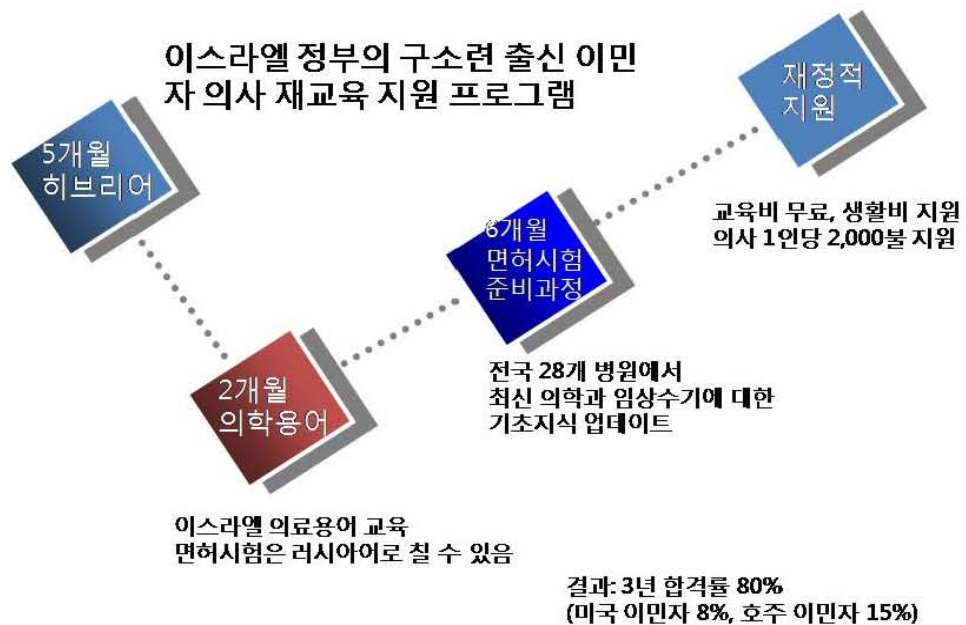 이스라엘 정부의 구소련 출신 이민
자 의사 재교육 지원 프로그램
5개월
히브리어
2개월
의학용어
이스라엘 의료용어 교육
면허시험은 러시아어로 칠 수 있음
6개월
면허시험
준비과정
전국 28개 병원에서
최신 의학과 임상수기에 대한
기초지식 업데이트
재정적
지원
교육비 무료, 생활비 지원
의사 1인당 2,000불 지원
결과: 3년 합격률 80%
(미국 이민자 8%, 호주 이민자 15%)